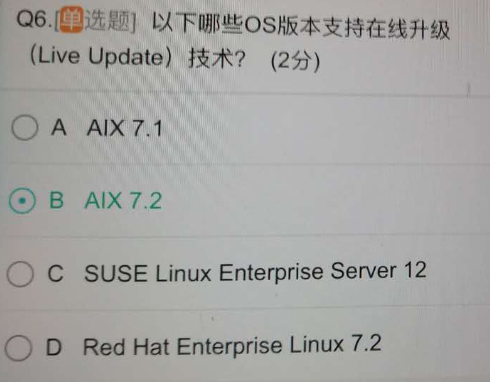 Q6.[单选题] 以下哪些OS版本支持在线升级
（Live Update）技术？ (2分)
A AIX 7.1
B AIX 7.2
C SUSE Linux Enterprise Server 12
D Red Hat Enterprise Linux 7.2